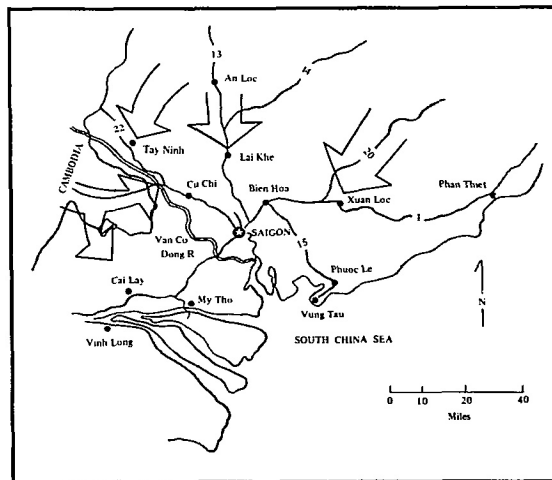 13
An Loc
14
22
Tay Ninh
Lai Khe
20
CAMBODIA
Cu Chi
Bien Hoa
Xuan Loc
Phan Thiet
1
Van Co
Dong R
SAIGON
15
Cai Lay
My Tho
Phuoc Le
Vung Tau
N
Vinh Long
SOUTH CHINA SEA
0 10 20 40
Miles